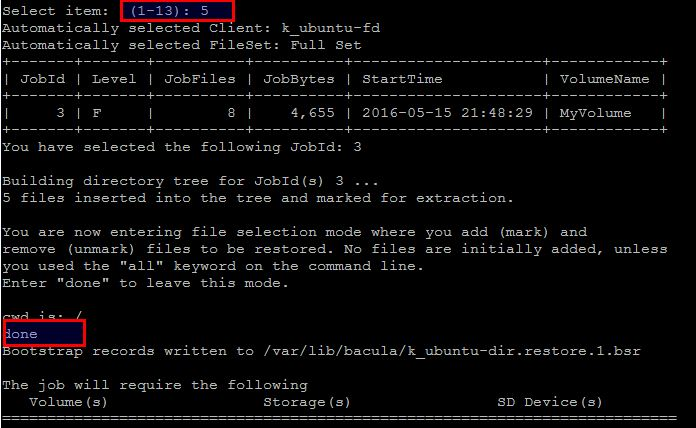 Select item:  (1-13): 5
Automatically selected Client: k_ubuntu-fd
Automatically selected FileSet: Full Set
+-------+-------+----------+----------+---------------------+------------+
| JobId | Level | JobFiles | JobBytes | StartTime           | VolumeName |
+-------+-------+----------+----------+---------------------+------------+
|     3 | F     |        8 |    4,655 | 2016-05-15 21:48:29 | MyVolume   |
+-------+-------+----------+----------+---------------------+------------+
You have selected the following JobId: 3
Building directory tree for JobId(s) 3 ...
5 files inserted into the tree and marked for extraction.
You are now entering file selection mode where you add (mark) and
remove (unmark) files to be restored. No files are initially added, unless
you used the "all" keyword on the command line.
Enter "done" to leave this mode.
cwd is: /
done
Bootstrap records written to /var/lib/bacula/k_ubuntu-dir.restore.1.bsr
The job will require the following
   Volume(s)                 Storage(s)                SD Device(s)
===========================================================================